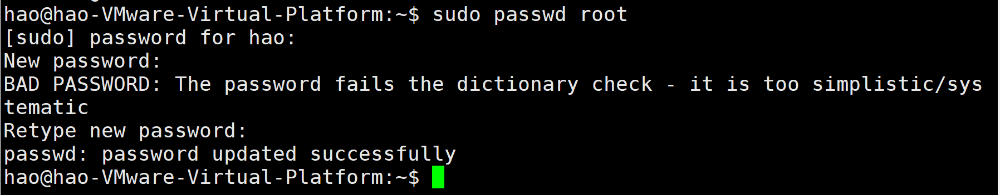 hao@hao-VMware-Virtual-Platform:~$ sudo passwd root
[sudo] password for hao:
New password:
BAD PASSWORD: The password fails the dictionary check - it is too simplistic/sys
tematic
Retype new password:
passwd: password updated successfully
hao@hao-VMware-Virtual-Platform:~$